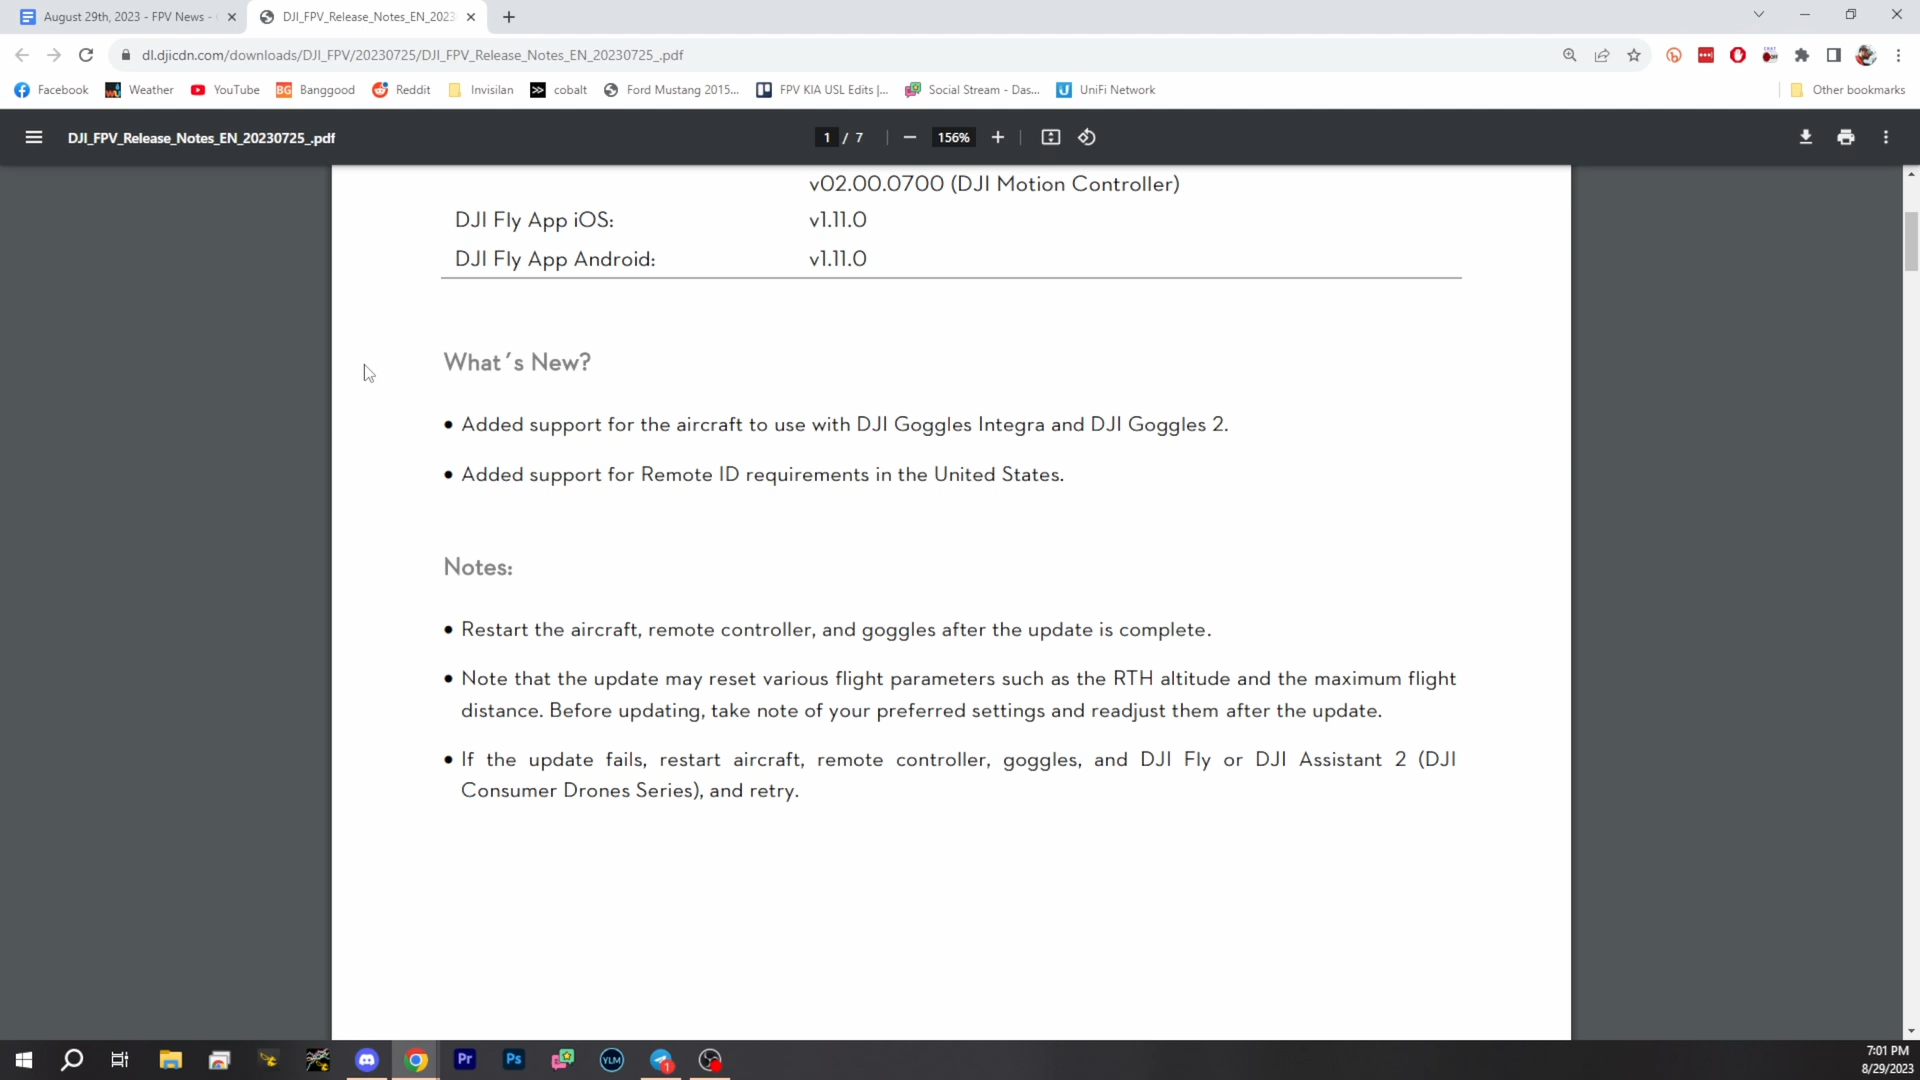 August 29th, 2023 - FPV News -
DJI_FPV_Release_Notes_EN_2023
dl.djicdn.com/downloads/DJI_FPV/20230725/DJI_FPV_Release_Notes_EN_20230725_.pdf
Facebook Weather YouTube BG Banggood Reddit Invisilan cobalt Ford Mustang 2015... FPV KIA USL Edits |... Social Stream - Das... UniFi Network Other bookmarks
DJI_FPV_Release_Notes_EN_20230725_.pdf 1 / 7 156%
v02.00.0700 (DJI Motion Controller)
DJI Fly App iOS: v1.11.0
DJI Fly App Android: v1.11.0
What´s New?
• Added support for the aircraft to use with DJI Goggles Integra and DJI Goggles 2.
• Added support for Remote ID requirements in the United States.
Notes:
• Restart the aircraft, remote controller, and goggles after the update is complete.
• Note that the update may reset various flight parameters such as the RTH altitude and the maximum flight
distance. Before updating, take note of your preferred settings and readjust them after the update.
• If the update fails, restart aircraft, remote controller, goggles, and DJI Fly or DJI Assistant 2 (DJI
Consumer Drones Series), and retry.
Pr Ps YLM 1
7:01 PM
8/29/2023